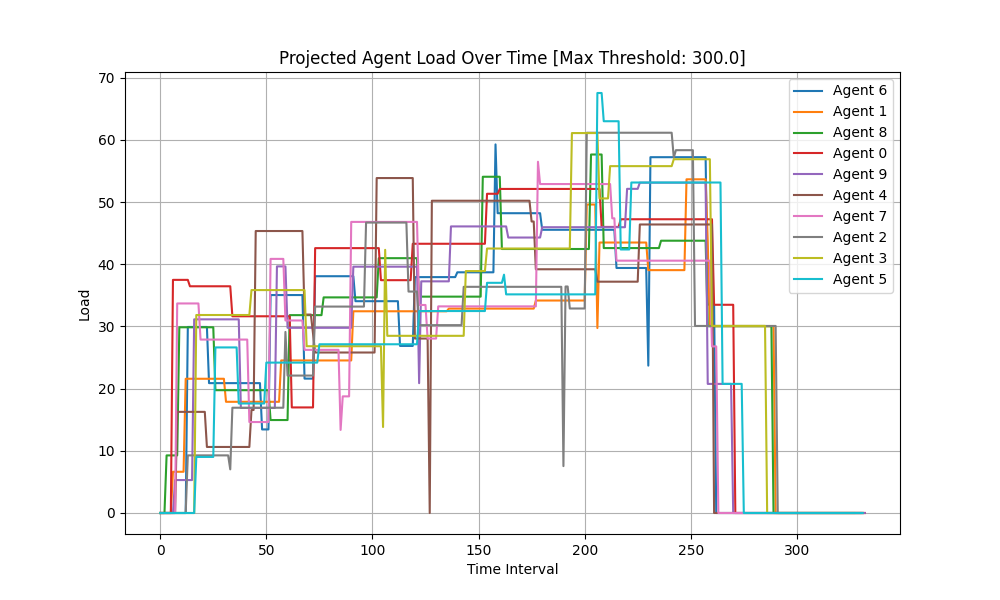 Projected Agent Load Over Time [Max Threshold: 300.0]
70
60
50
40
30
20
10
0
Load
0
50
100
150
200
250
300
Time Interval
Agent 6
Agent 1
Agent 8
Agent 0
Agent 9
Agent 4
Agent 7
Agent 2
Agent 3
Agent 5